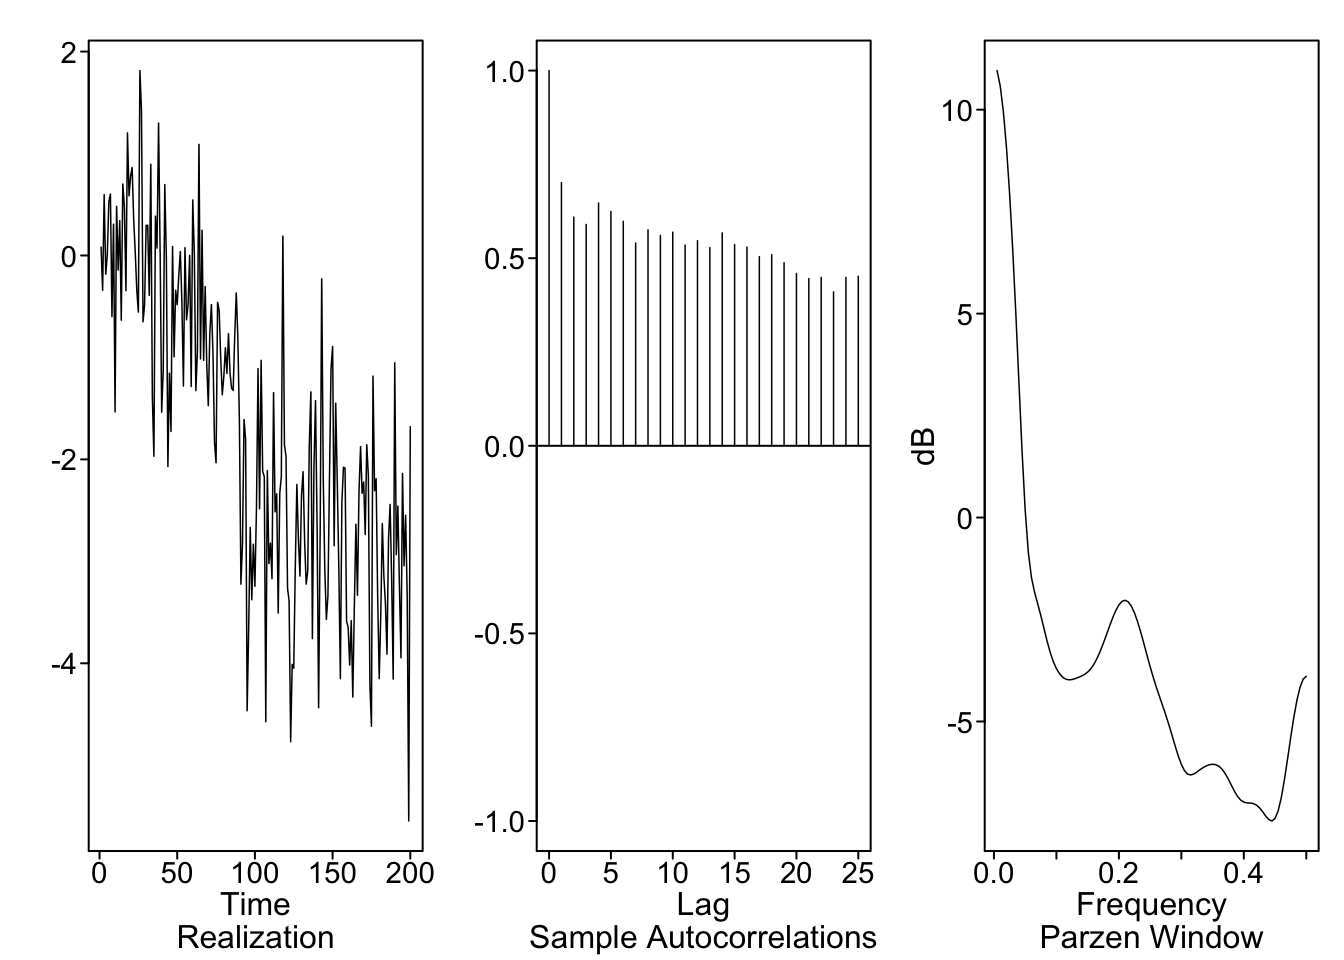 2
0
-2
-4
0 50 100 150 200
Time
Realization
1.0
0.5
0.0
-0.5
-1.0
0 5 10 15 20 25
Lag
Sample Autocorrelations
dB
10
5
0
-5
0.0 0.2 0.4
Frequency
Parzen Window